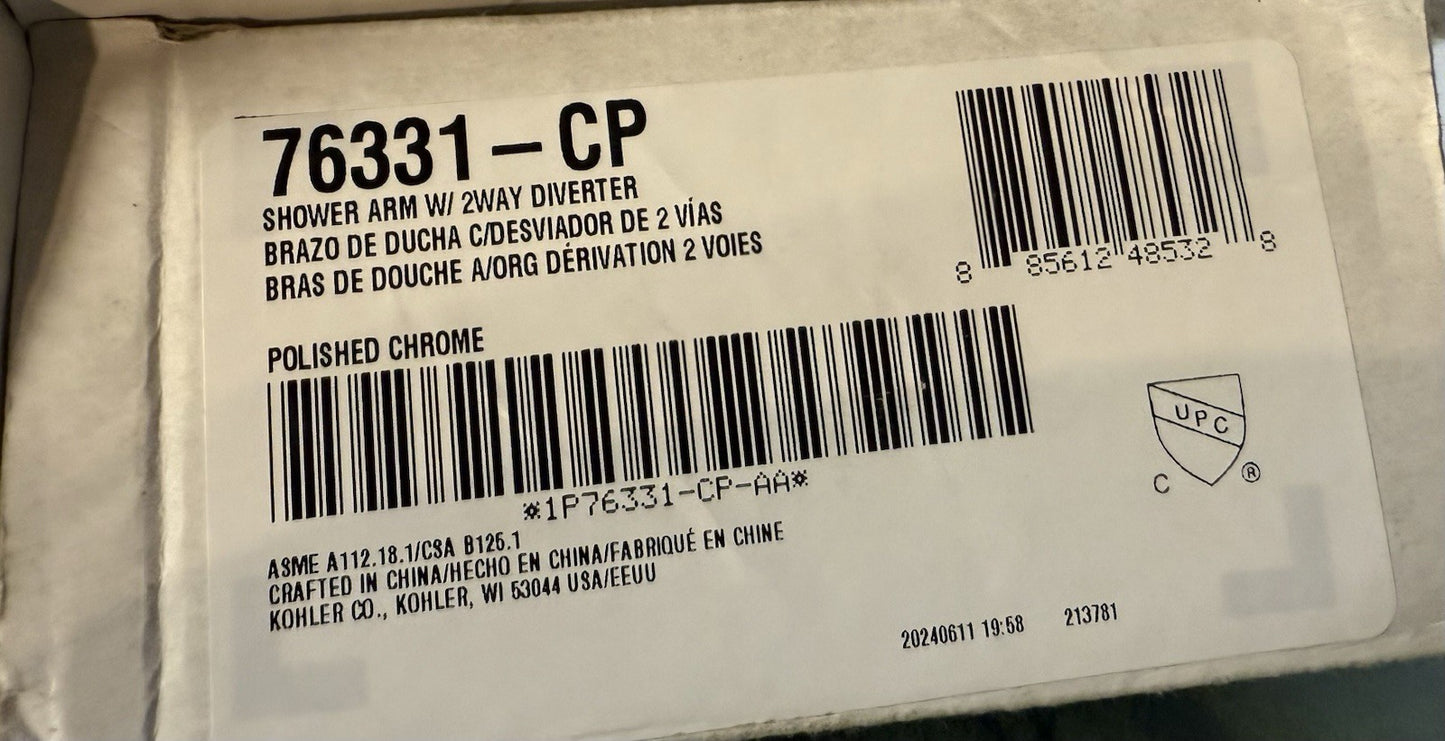 76331-CP
SHOWER ARM W/ 2WAY DIVERTER
BRAZO DE DUCHA C/DESVIADOR DE 2 VÍAS
BRAS DE DOUCHE A/ORG DÉRIVATION 2 VOIES
8 85612 48532 8
POLISHED CHROME
*1P76331-CP-AA*
UPC
C ®
ASME A112.18.1/CSA B125.1
CRAFTED IN CHINA/HECHO EN CHINA/FABRIQUÉ EN CHINE
KOHLER CO., KOHLER, WI 53044 USA/EEUU
20240611 19:58 213781